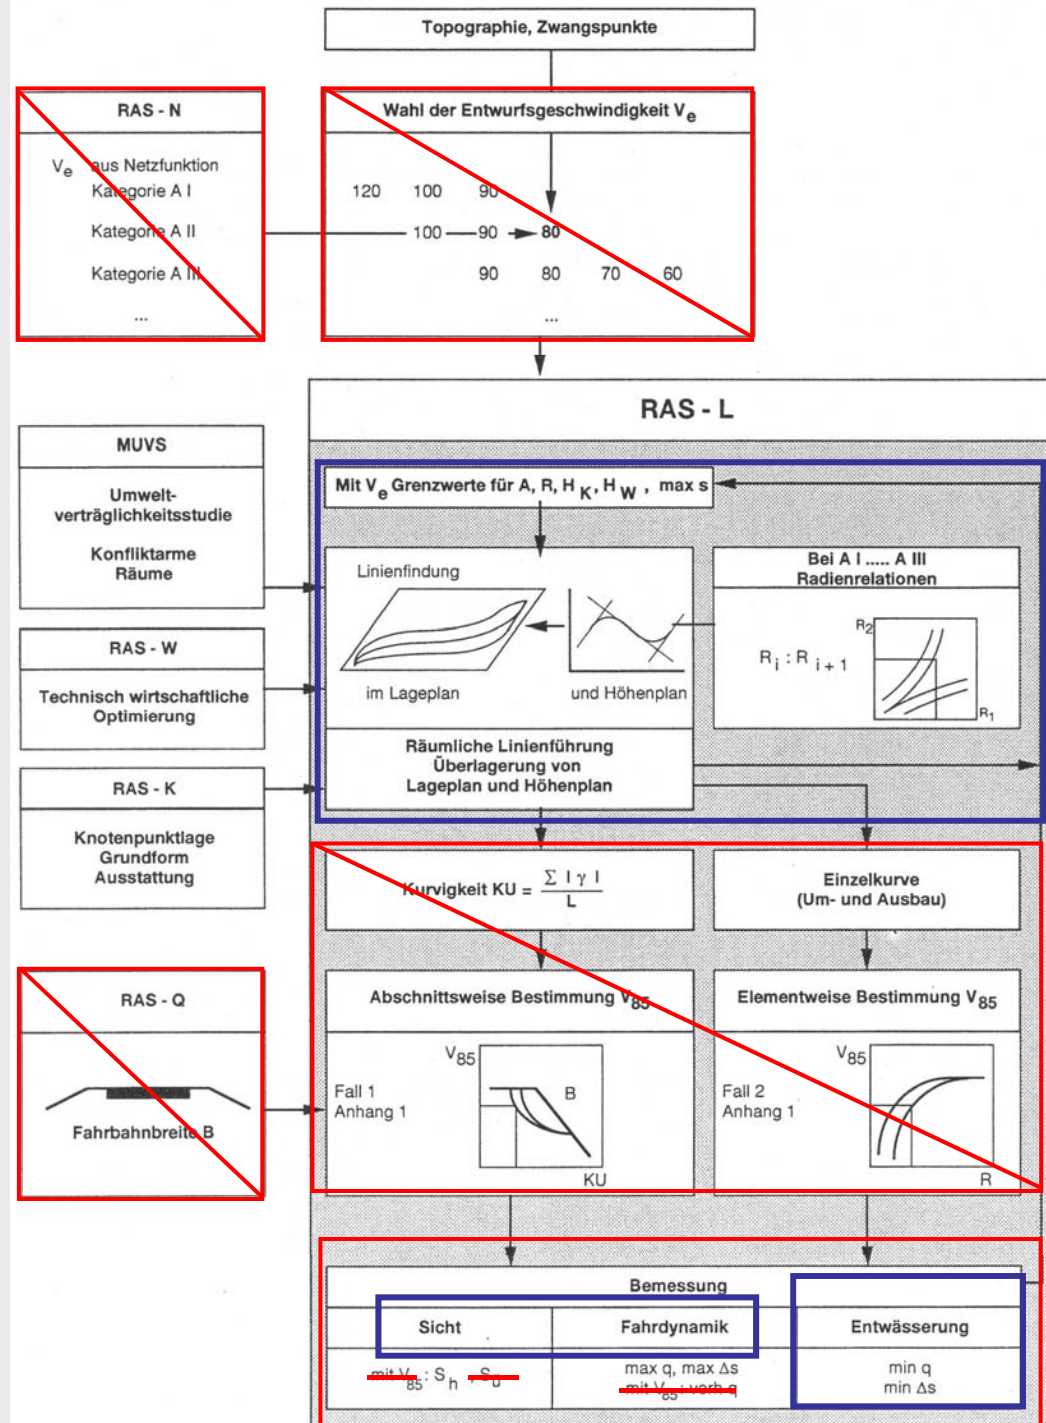 Topographie, Zwangspunkte
RAS - N
Ve aus Netzfunktion
Kategorie A I
Kategorie A II
Kategorie A III
...
Wahl der Entwurfsgeschwindigkeit Ve
120 100 90
100 90 80
90 80 70 60
...
RAS - L
MUVS
Umwelt-
verträglichkeitsstudie
Konfliktarme
Räume
RAS - W
Technisch wirtschaftliche
Optimierung
RAS - K
Knotenpunktlage
Grundform
Ausstattung
RAS - Q
Fahrbahnbreite B
Mit Ve Grenzwerte für A, R, HK, HW , max s
Linienfindung
im Lageplan
und Höhenplan
Räumliche Linienführung
Überlagerung von
Lageplan und Höhenplan
Bei A I ..... A III
Radienrelationen
Ri : Ri + 1
R2
R1
Kurvigkeit KU = Σ I γ I
L
Einzelkurve
(Um- und Ausbau)
Abschnittsweise Bestimmung V85
V85
Fall 1
Anhang 1
B
KU
Elementweise Bestimmung V85
V85
Fall 2
Anhang 1
R
Bemessung
Sicht Fahrdynamik Entwässerung
mit V85 : Sh , Sü
max q, max Δs
mit V85 : vorh q
min q
min Δs